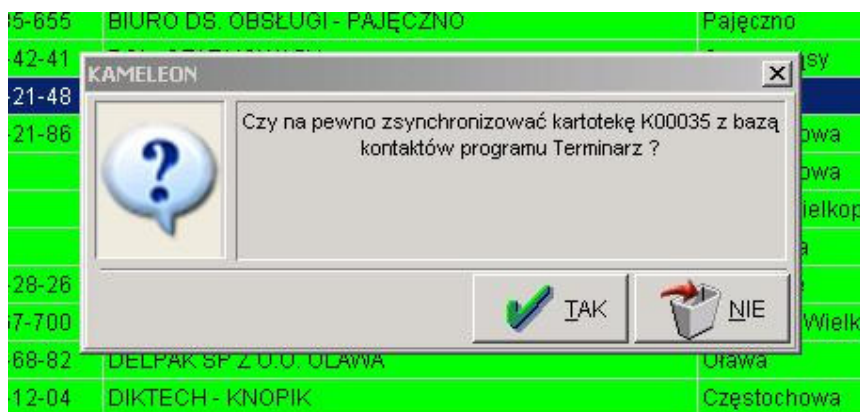 35-655 BIURO DS. OBSŁUGI - PAJĘCZNO Pajęczno
-42-41
KAMELEON
-21-48
Czy na pewno zsynchronizować kartotekę K00035 z bazą
kontaktów programu Terminarz ?
-21-86
-28-26
TAK NIE
7-700
-68-82 DELPAK SP Z O.O. OŁAWA Oława
-12-04 DIKTECH - KNOPIK Częstochowa